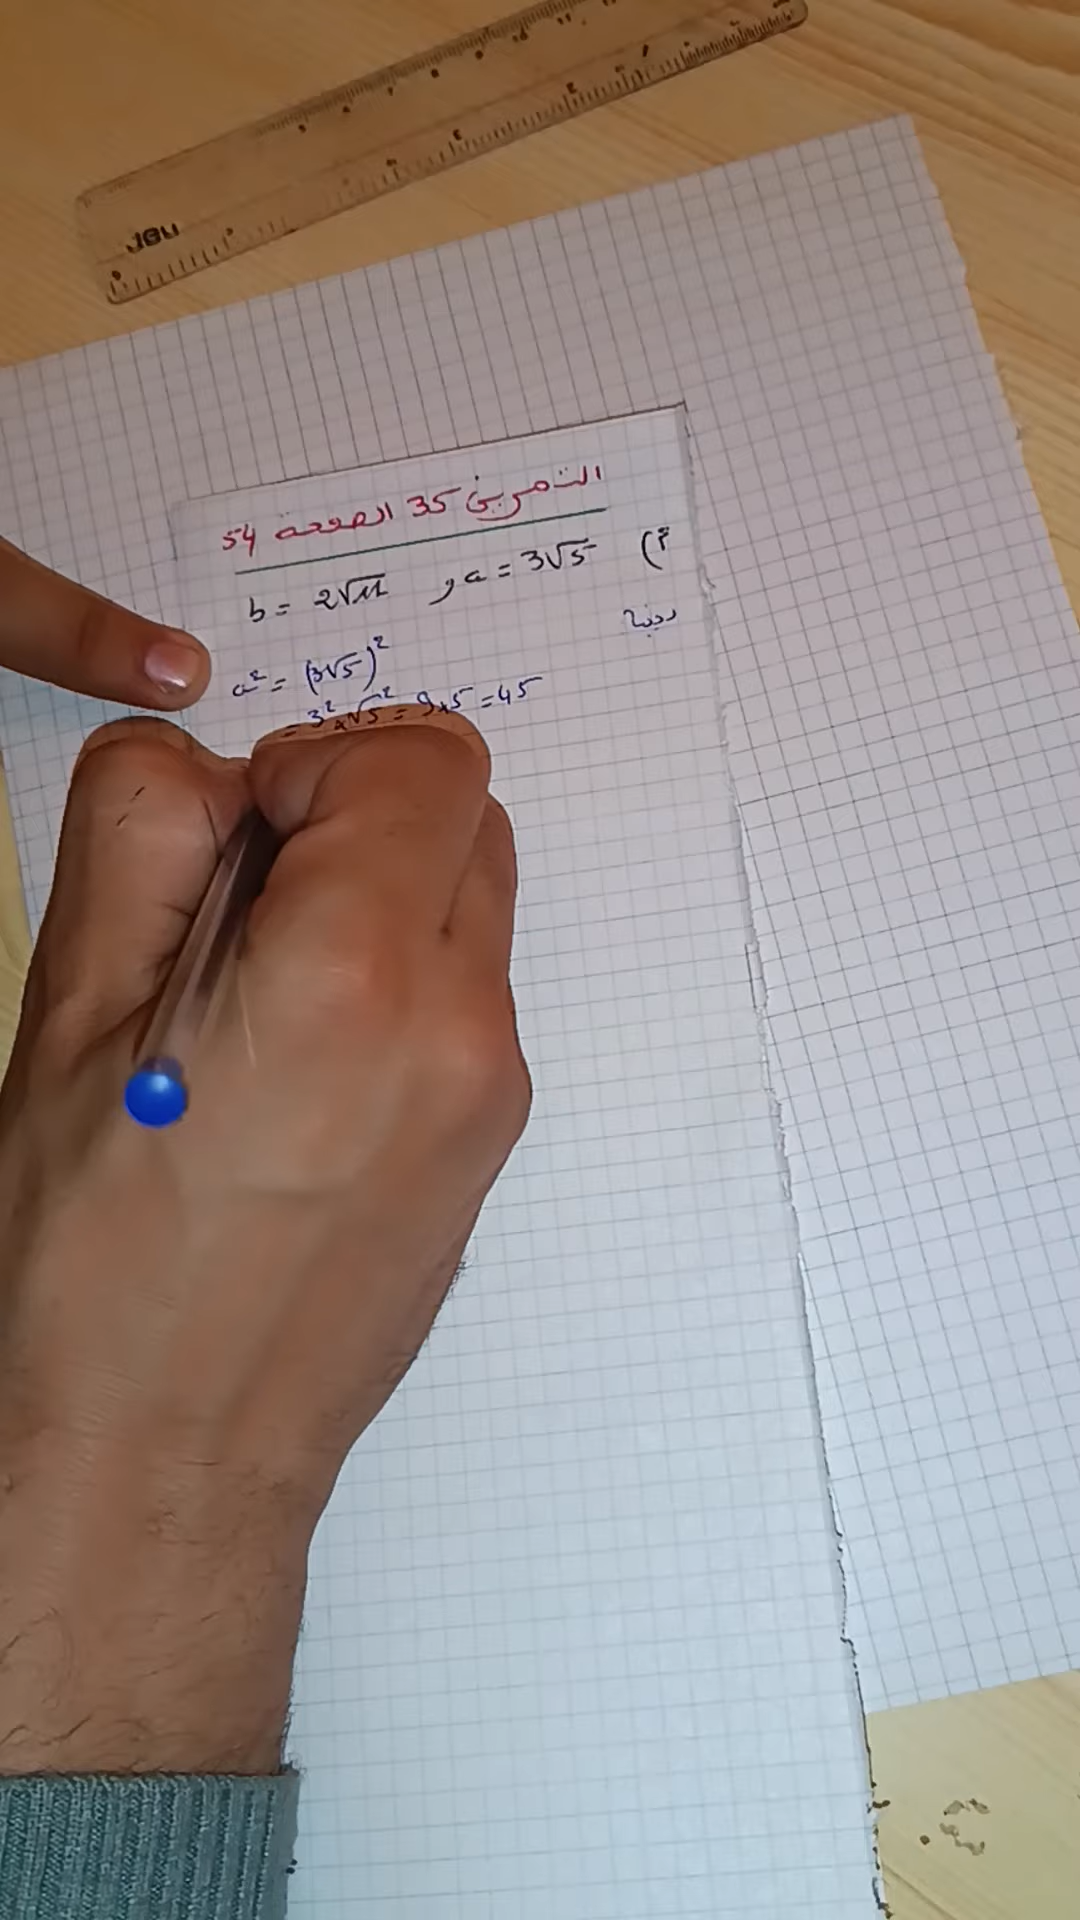 التمرين 35 الصفحة 54
أ) a = 3√5 و b = 2√11
لدينا
a² = (3√5)²
= 3² × √5² = 9×5 = 45